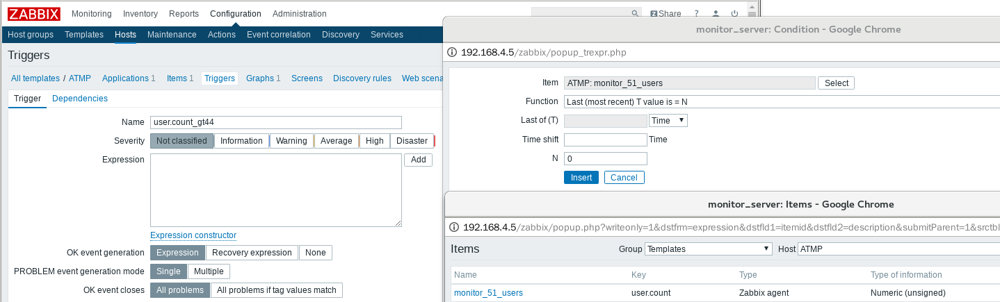 ZABBIX Monitoring Inventory Reports Configuration Administration Z Share ?
Host groups Templates Hosts Maintenance Actions Event correlation Discovery Services
Triggers
All templates / ATMP Applications 1 Items 1 Triggers Graphs 1 Screens Discovery rules Web scena
Trigger Dependencies
Name user.count_gt44
Severity Not classified Information Warning Average High Disaster
Expression Add
Expression constructor
OK event generation Expression Recovery expression None
PROBLEM event generation mode Single Multiple
OK event closes All problems All problems if tag values match
monitor_server: Condition - Google Chrome
192.168.4.5/zabbix/popup_trexpr.php
Item ATMP: monitor_51_users Select
Function Last (most recent) T value is = N
Last of (T) Time
Time shift Time
N 0
Insert Cancel
monitor_server: Items - Google Chrome
192.168.4.5/zabbix/popup.php?writeonly=1&dstfrm=expression&dstfld1=itemid&dstfld2=description&submitParent=1&srctbl
Items Group Templates Host ATMP
Name Key Type Type of information
monitor_51_users user.count Zabbix agent Numeric (unsigned)